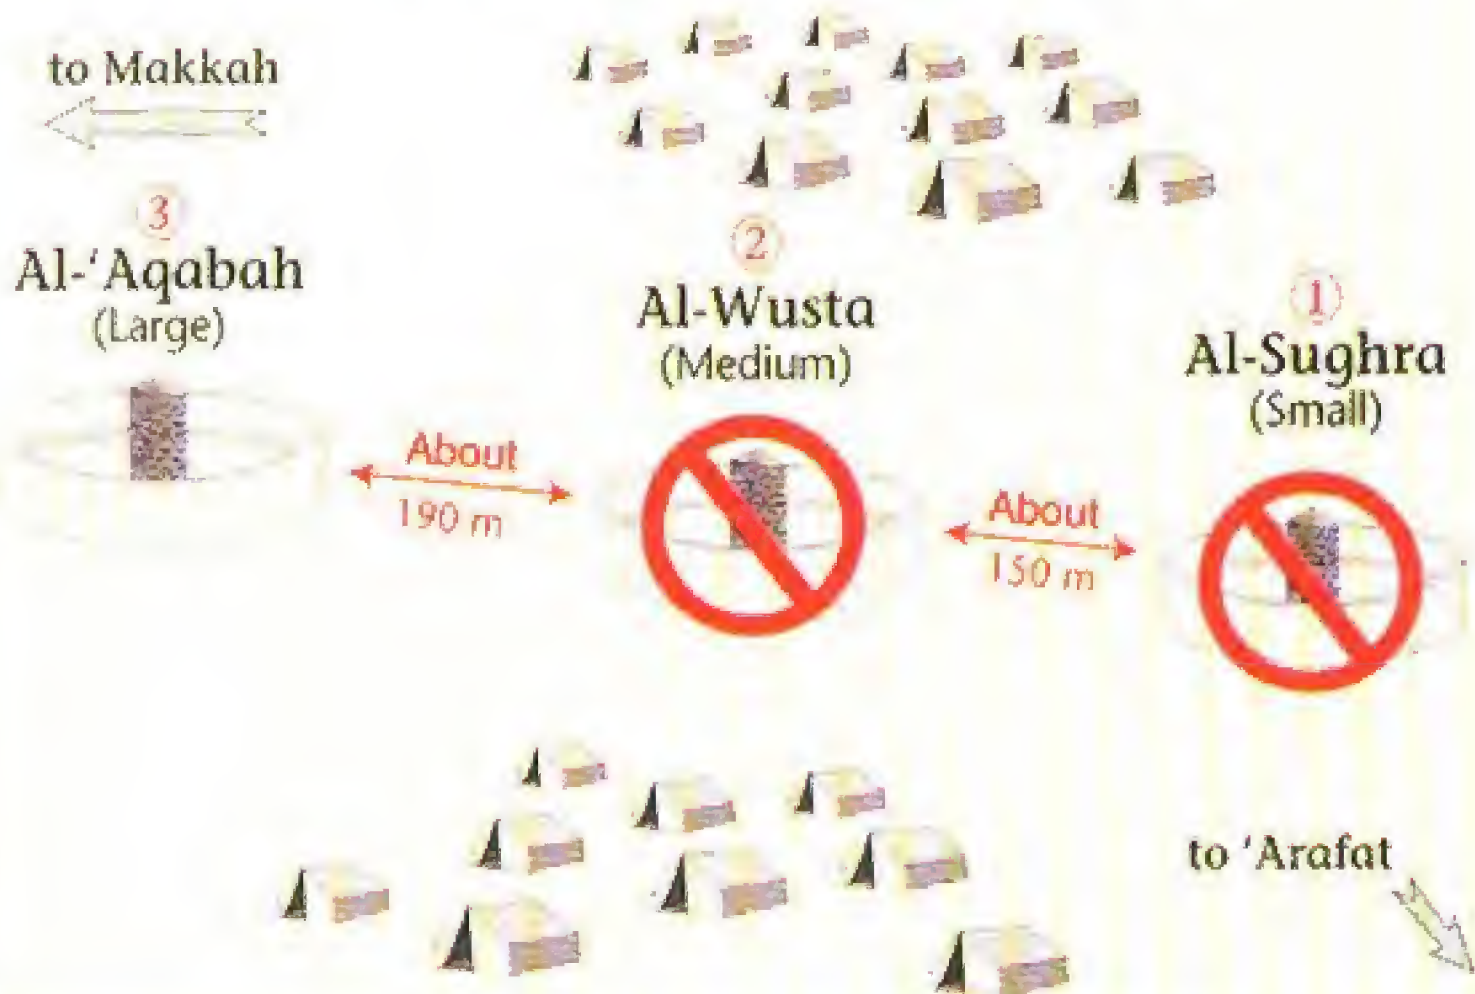 to Makkah
3
Al-'Aqabah
(Large)
2
Al-Wusta
(Medium)
1
Al-Sughra
(Small)
About
190 m
About
150 m
to 'Arafat